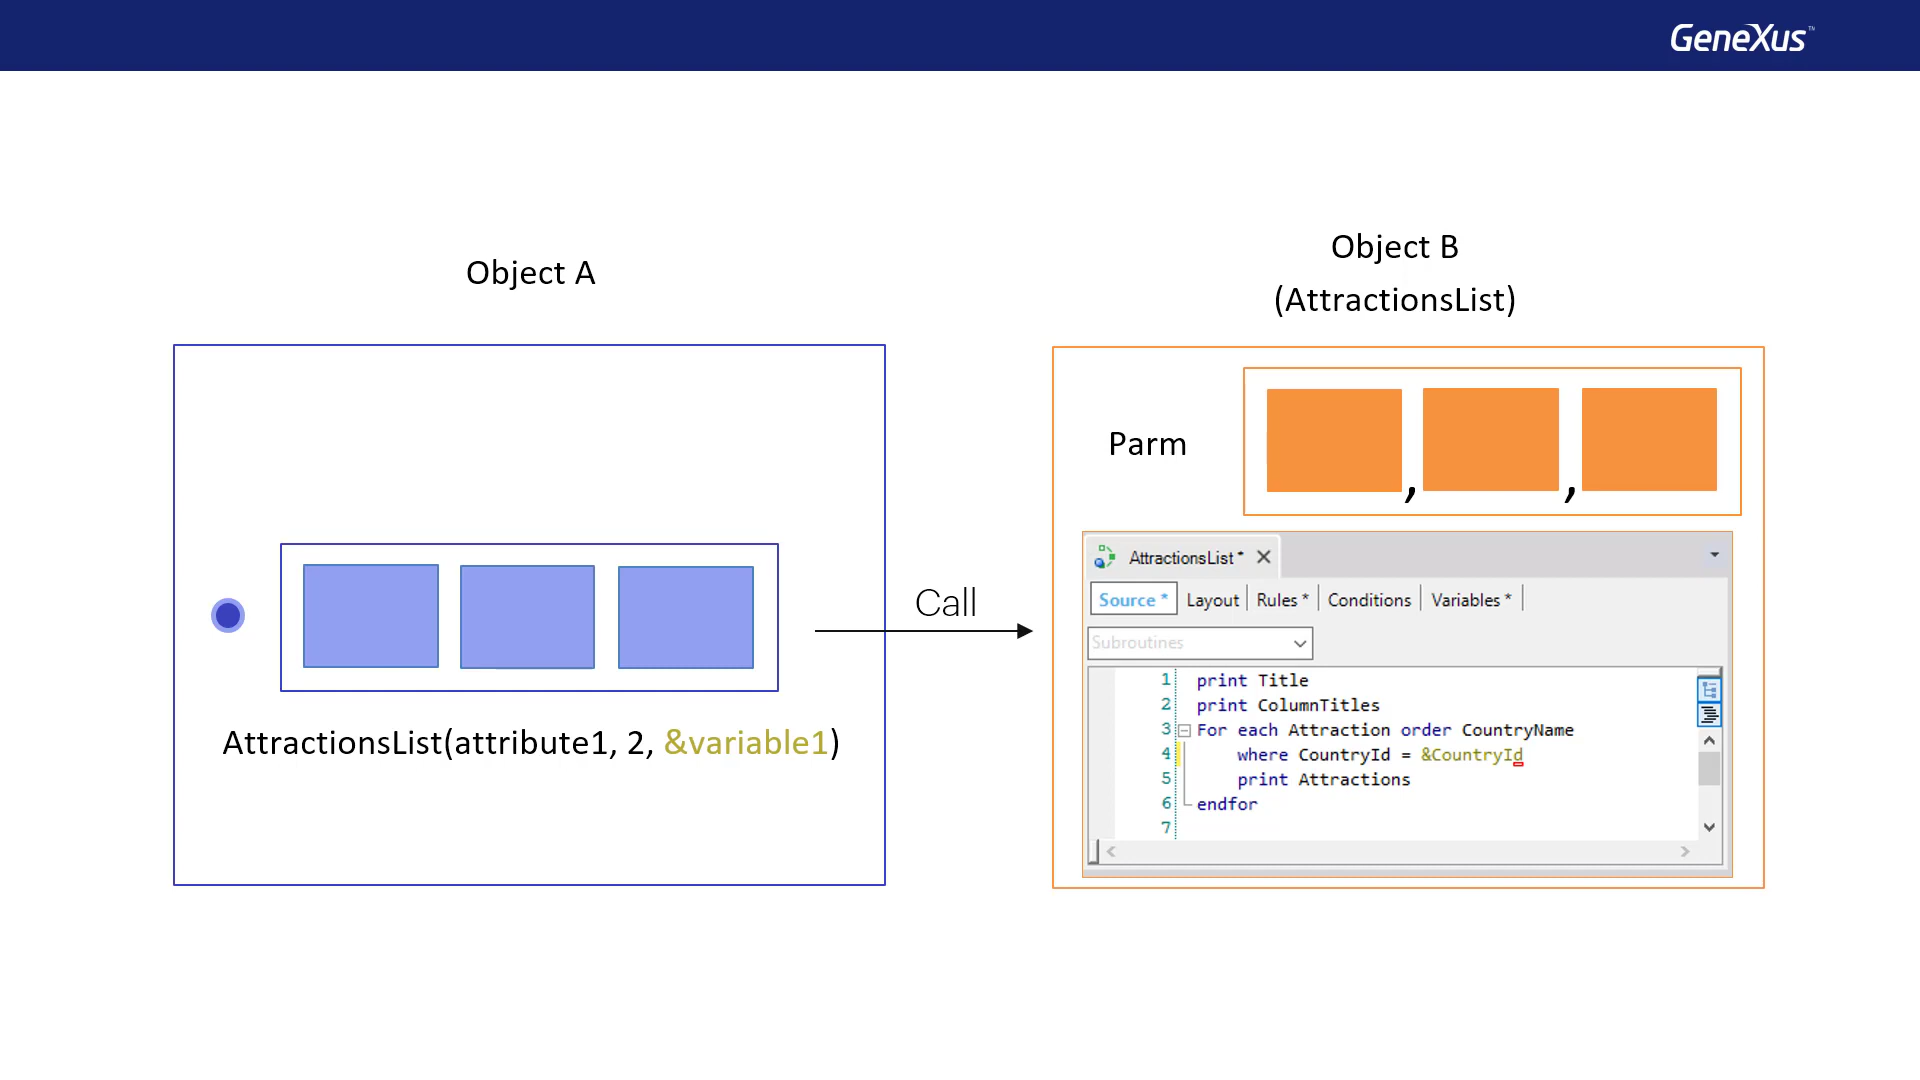 GeneXus™
Object A
AttractionsList(attribute1, 2, &variable1)
Call
Object B
(AttractionsList)
Parm
, ,
AttractionsList *
Source * Layout Rules * Conditions Variables *
Subroutines
1 print Title
2 print ColumnTitles
3 For each Attraction order CountryName
4 where CountryId = &CountryId
5 print Attractions
6 endfor
7